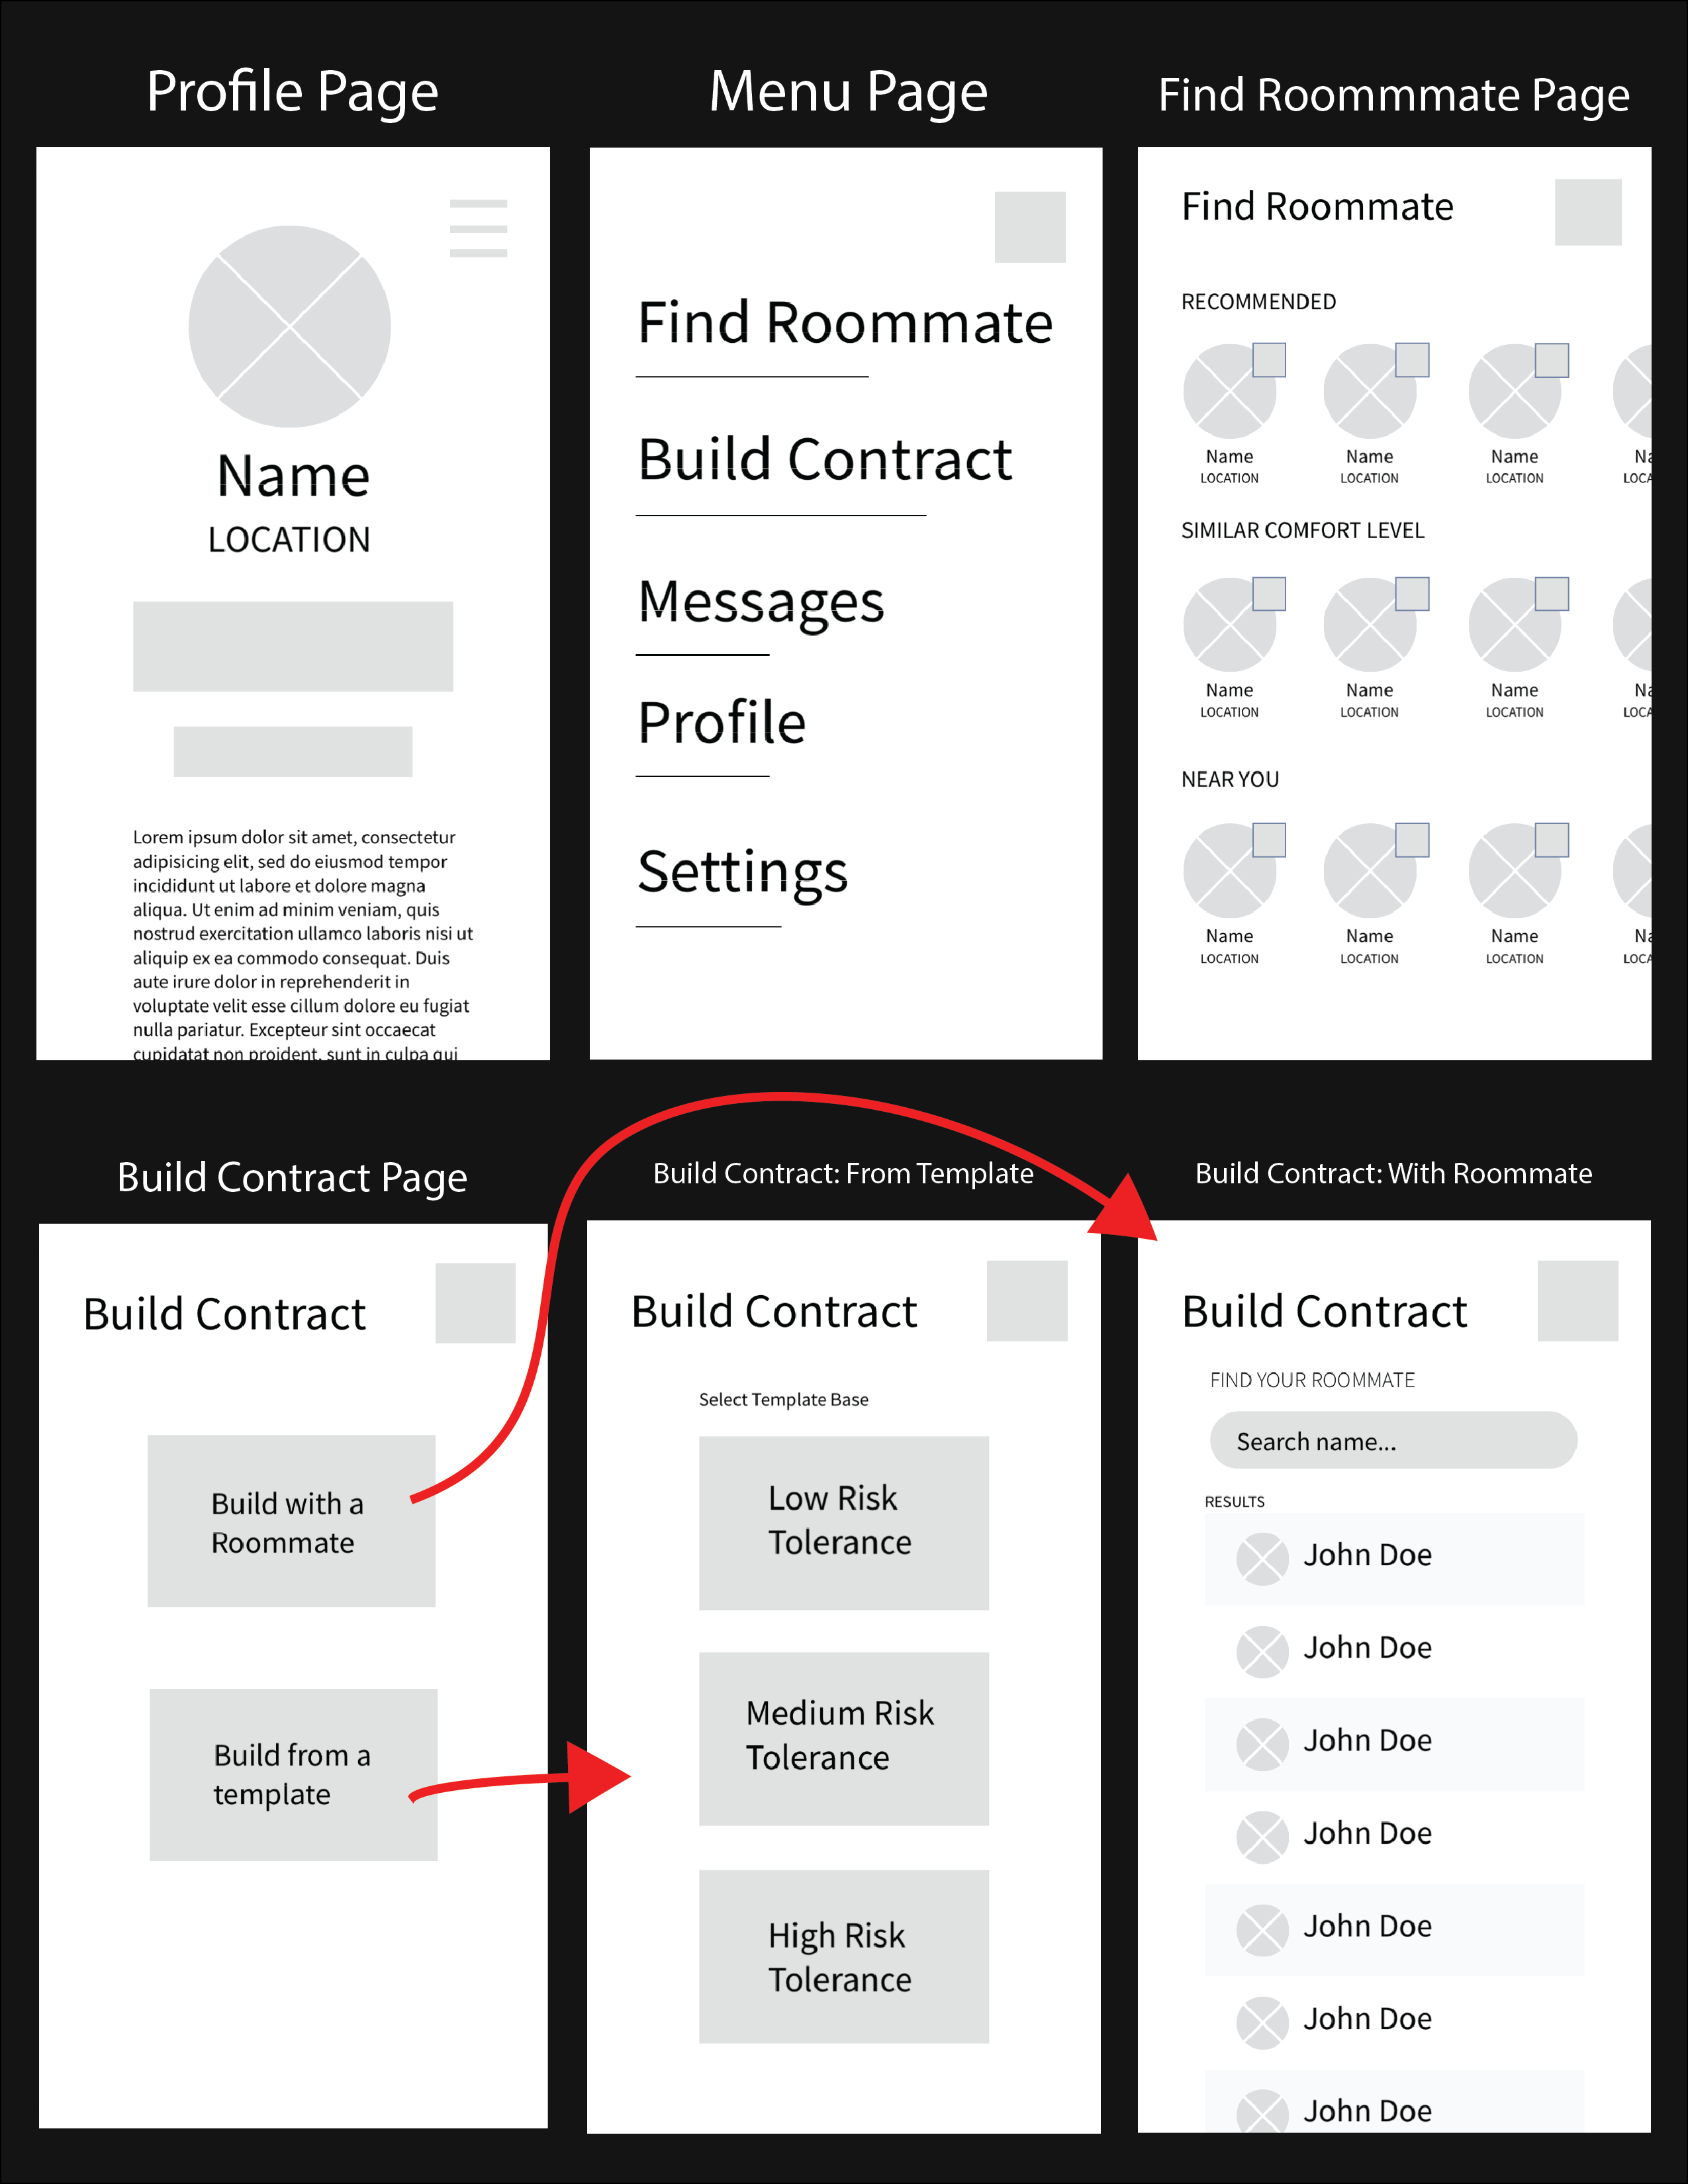 Profile Page
Menu Page
Find Roommmate Page
Name
LOCATION
Lorem ipsum dolor sit amet, consectetur
adipisicing elit, sed do eiusmod tempor
incididunt ut labore et dolore magna
aliqua. Ut enim ad minim veniam, quis
nostrud exercitation ullamco laboris nisi ut
aliquip ex ea commodo consequat. Duis
aute irure dolor in reprehenderit in
voluptate velit esse cillum dolore eu fugiat
nulla pariatur. Excepteur sint occaecat
cupidatat non proident, sunt in culpa qui
Find Roommate
Build Contract
Messages
Profile
Settings
Find Roommate
RECOMMENDED
Name Name Name Na
LOCATION LOCATION LOCATION LOCA
SIMILAR COMFORT LEVEL
Name Name Name Na
LOCATION LOCATION LOCATION LOCA
NEAR YOU
Name Name Name Na
LOCATION LOCATION LOCATION LOCA
Build Contract Page
Build Contract: From Template
Build Contract: With Roommate
Build Contract
Build with a
Roommate
Build from a
template
Build Contract
Select Template Base
Low Risk
Tolerance
Medium Risk
Tolerance
High Risk
Tolerance
Build Contract
FIND YOUR ROOMMATE
Search name...
RESULTS
John Doe
John Doe
John Doe
John Doe
John Doe
John Doe
John Doe